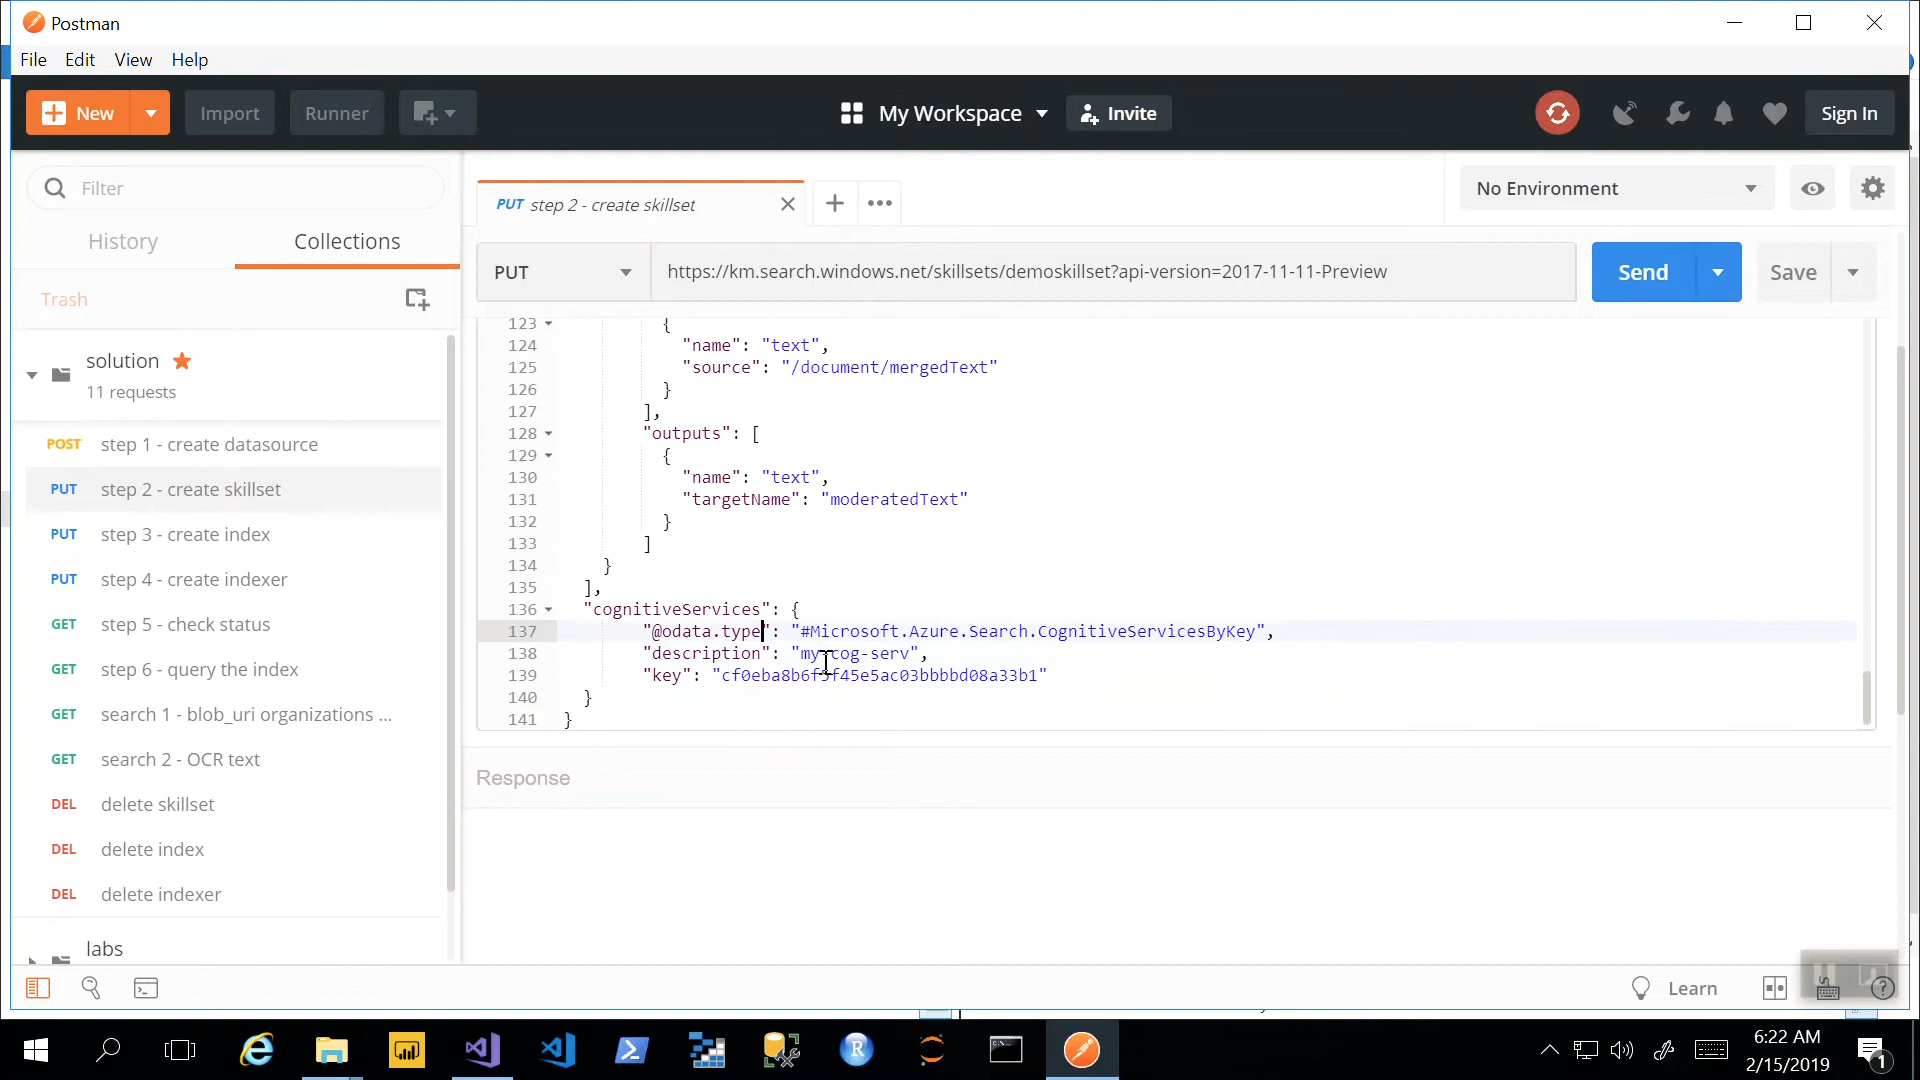 Postman
File Edit View Help
New Import Runner My Workspace Invite Sign In
Filter
History Collections
Trash
solution
11 requests
POST step 1 - create datasource
PUT step 2 - create skillset
PUT step 3 - create index
PUT step 4 - create indexer
GET step 5 - check status
GET step 6 - query the index
GET search 1 - blob_uri organizations ...
GET search 2 - OCR text
DEL delete skillset
DEL delete index
DEL delete indexer
labs
PUT step 2 - create skillset
No Environment
PUT https://km.search.windows.net/skillsets/demoskillset?api-version=2017-11-11-Preview Send Save
123 {
124 "name": "text",
125 "source": "/document/mergedText"
126 }
127 ],
128 "outputs": [
129 {
130 "name": "text",
131 "targetName": "moderatedText"
132 }
133 ]
134 }
135 ],
136 "cognitiveServices": {
137 "@odata.type": "#Microsoft.Azure.Search.CognitiveServicesByKey",
138 "description": "my-cog-serv",
139 "key":
140 }
141 }
Response
Learn
6:22 AM
2/15/2019
1